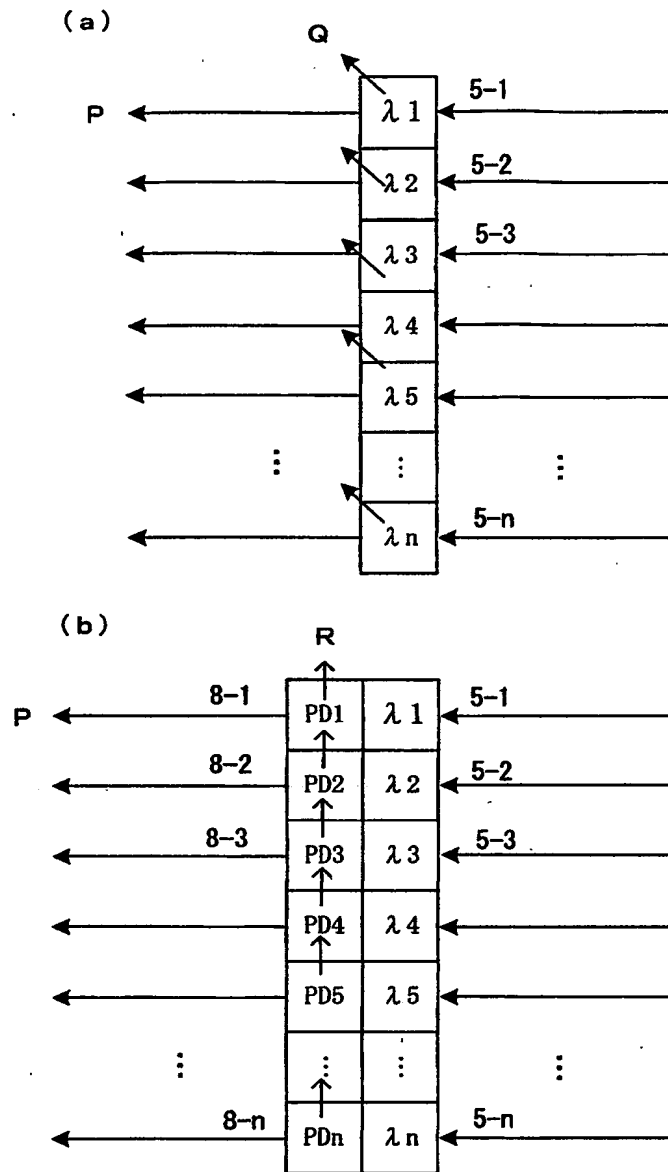 (a)
Q
P
λ1 5-1
λ2 5-2
λ3 5-3
λ4
λ5
⋮ ⋮ ⋮
λn 5-n
(b)
R
P 8-1 PD1 λ1 5-1
8-2 PD2 λ2 5-2
8-3 PD3 λ3 5-3
PD4 λ4
PD5 λ5
⋮ ⋮ ⋮ ⋮
8-n PDn λn 5-n